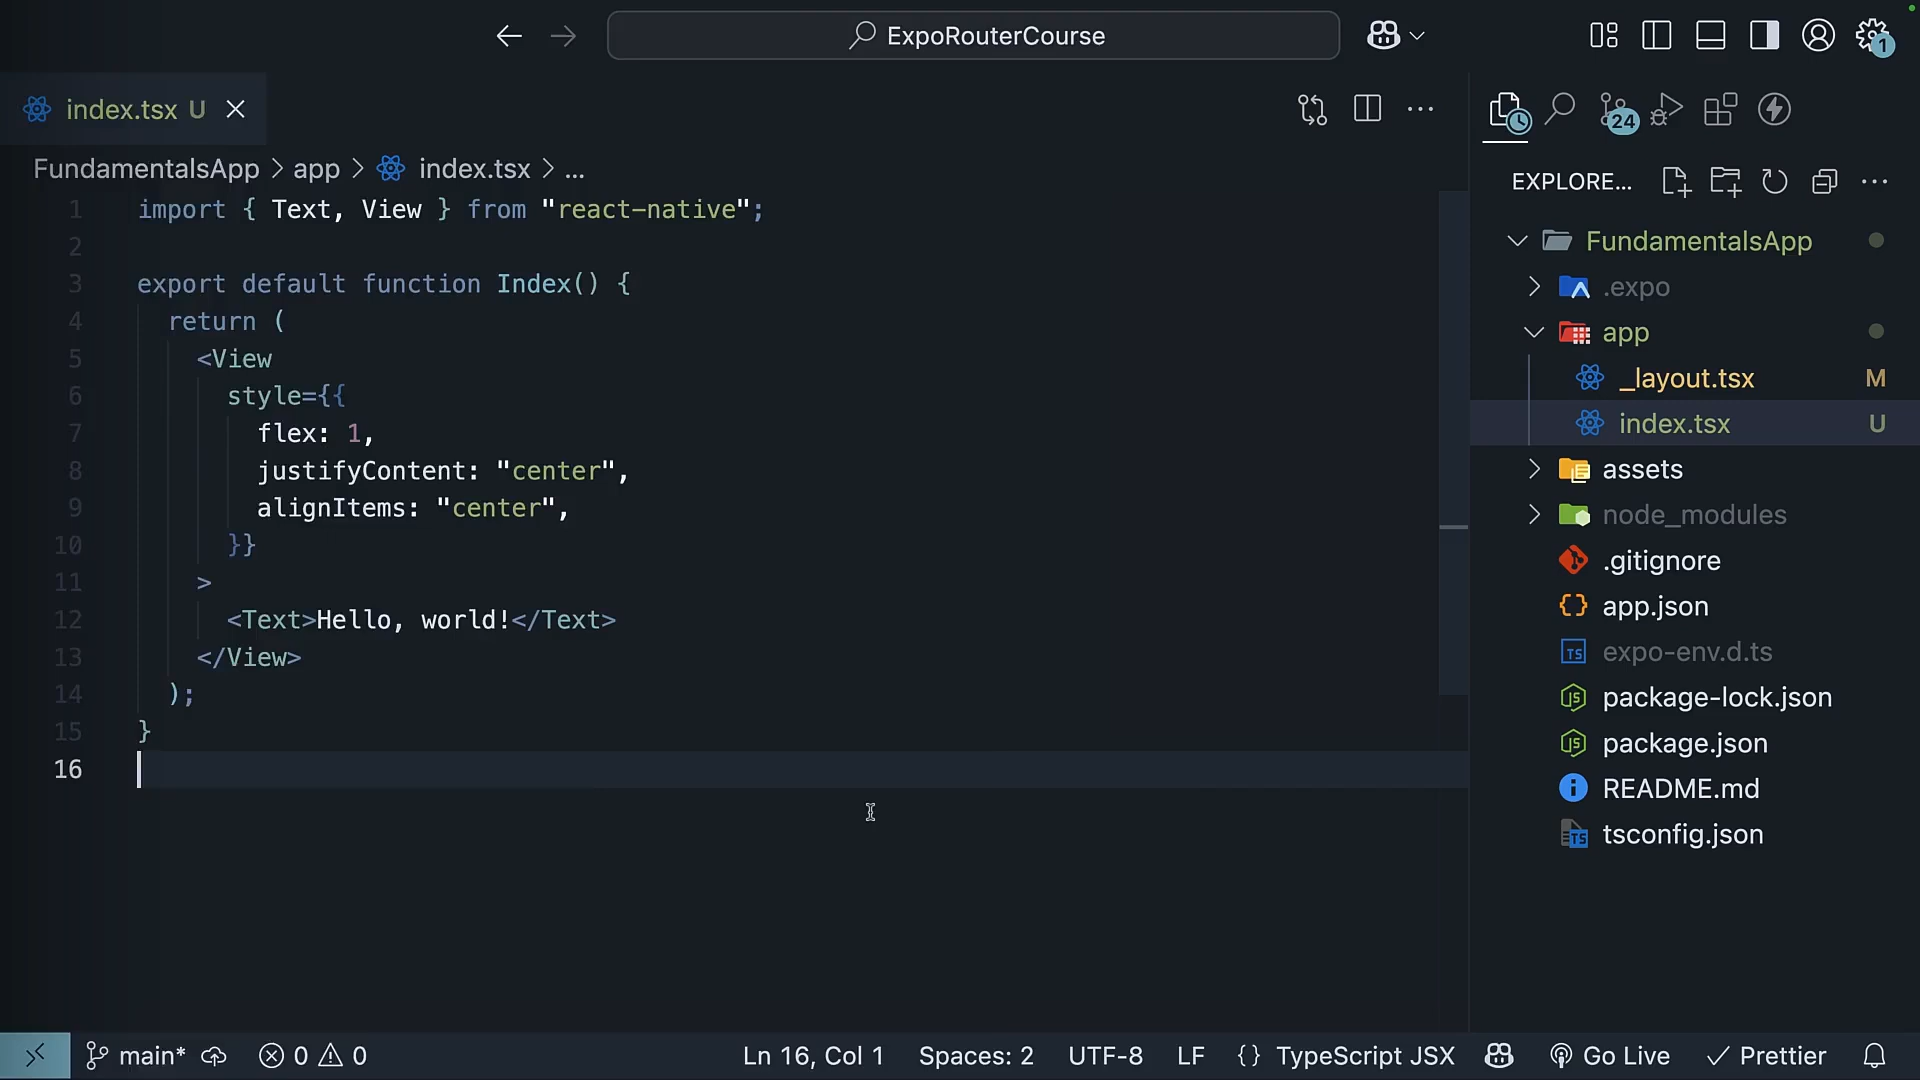 ExpoRouterCourse
1
index.tsx U
24
FundamentalsApp > app > index.tsx > ...
EXPLORE...
1 import { Text, View } from "react-native";
2
3 export default function Index() {
4 return (
5 <View
6 style={{
7 flex: 1,
8 justifyContent: "center",
9 alignItems: "center",
10 }}
11 >
12 <Text>Hello, world!</Text>
13 </View>
14 );
15 }
16
FundamentalsApp
.expo
app
_layout.tsx M
index.tsx U
assets
node_modules
.gitignore
app.json
TS expo-env.d.ts
package-lock.json
package.json
README.md
TS tsconfig.json
main* 0 0 Ln 16, Col 1 Spaces: 2 UTF-8 LF {} TypeScript JSX Go Live Prettier